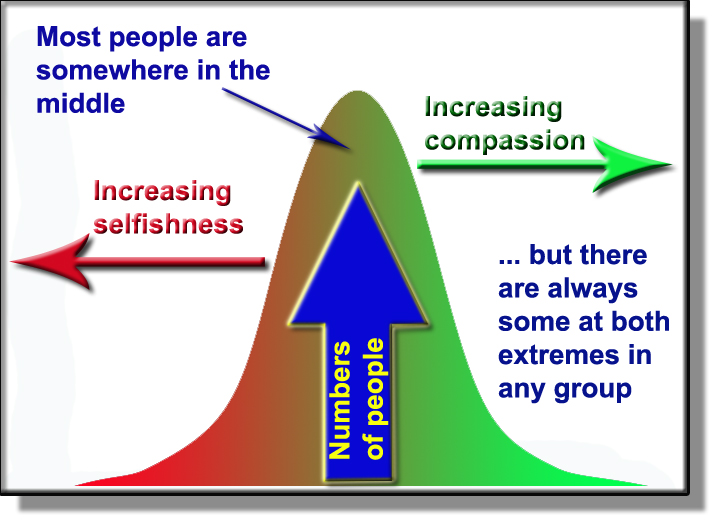 Most people are
somewhere in the
middle
Increasing
compassion
Increasing
selfishness
... but there
are always
some at both
extremes in
any group
Numbers
of people